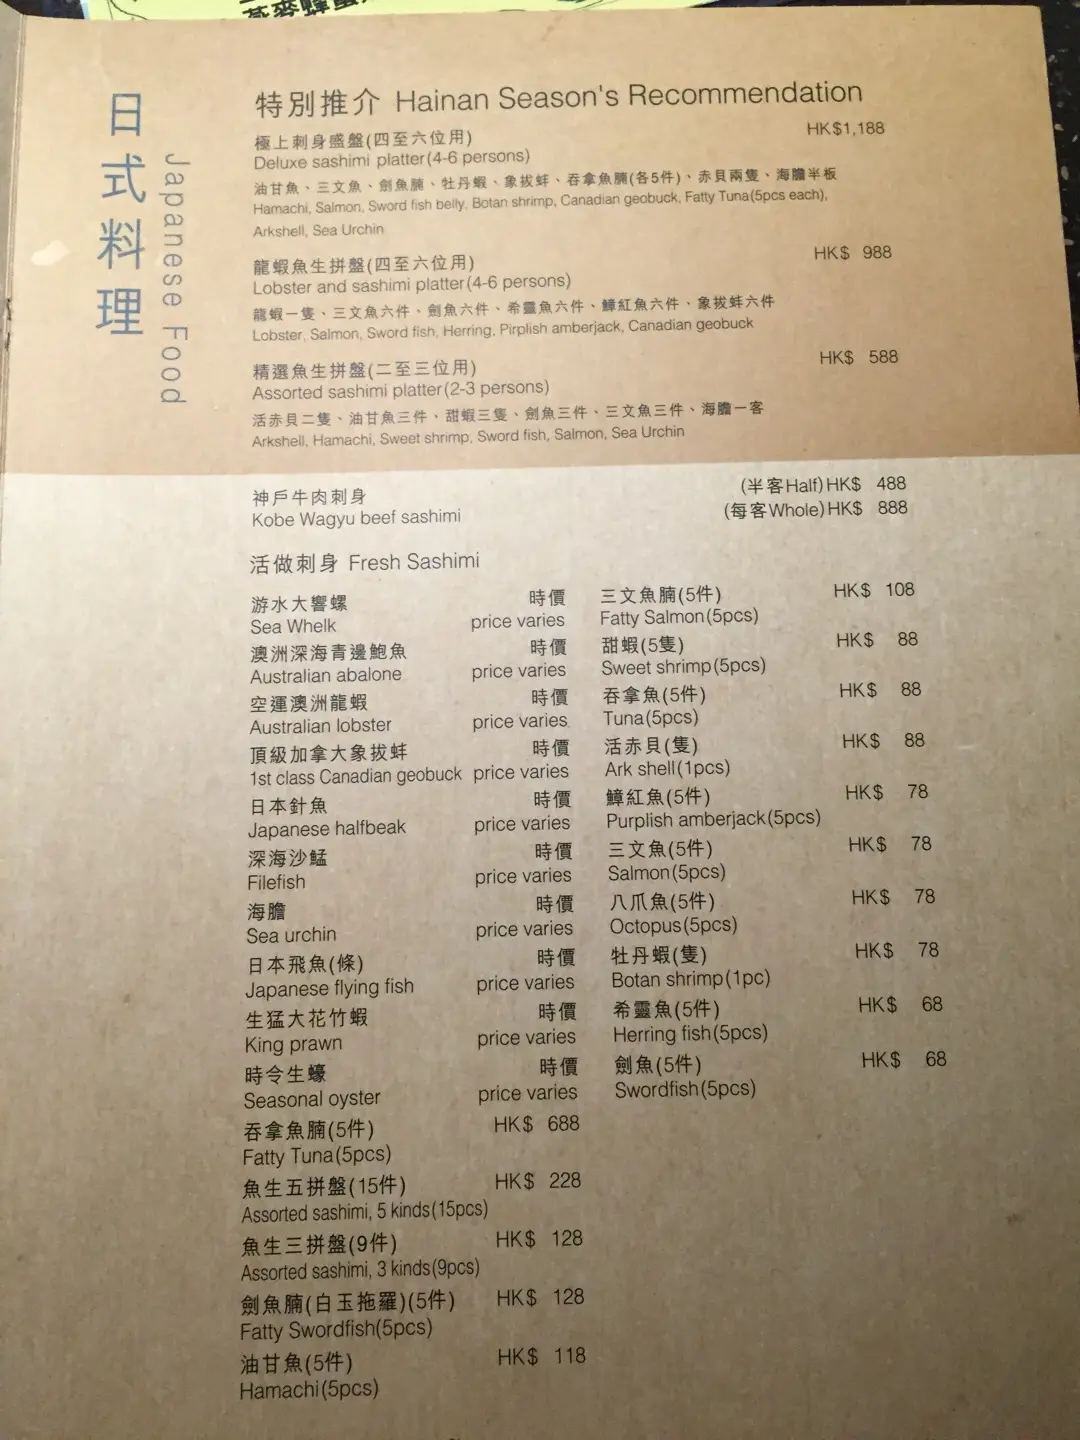 日式料理
Japanese Food
特別推介 Hainan Season's Recommendation
極上刺身盛盤(四至六位用) HK$1,188
Deluxe sashimi platter(4-6 persons)
油甘魚、三文魚、劍魚腩、牡丹蝦、象拔蚌、吞拿魚腩(各5件)、赤貝兩隻、海膽半板
Hamachi, Salmon, Sword fish belly, Botan shrimp, Canadian geobuck, Fatty Tuna(5pcs each),
Arkshell, Sea Urchin
龍蝦魚生拼盤(四至六位用) HK$ 988
Lobster and sashimi platter(4-6 persons)
龍蝦一隻、三文魚六件、劍魚六件、希靈魚六件、鱆紅魚六件、象拔蚌六件
Lobster, Salmon, Sword fish, Herring, Pirplish amberjack, Canadian geobuck
精選魚生拼盤(二至三位用) HK$ 588
Assorted sashimi platter(2-3 persons)
活赤貝二隻、油甘魚三件、甜蝦三隻、劍魚三件、三文魚三件、海膽一客
Arkshell, Hamachi, Sweet shrimp, Sword fish, Salmon, Sea Urchin
神戶牛肉刺身 (半客Half)HK$ 488
Kobe Wagyu beef sashimi (每客Whole)HK$ 888
活做刺身 Fresh Sashimi
游水大響螺 時價
Sea Whelk price varies
澳洲深海青邊鮑魚 時價
Australian abalone price varies
空運澳洲龍蝦 時價
Australian lobster price varies
頂級加拿大象拔蚌 時價
1st class Canadian geobuck price varies
日本針魚 時價
Japanese halfbeak price varies
深海沙鯭 時價
Filefish price varies
海膽 時價
Sea urchin price varies
日本飛魚(條) 時價
Japanese flying fish price varies
生猛大花竹蝦 時價
King prawn price varies
時令生蠔 時價
Seasonal oyster price varies
吞拿魚腩(5件) HK$ 688
Fatty Tuna(5pcs)
魚生五拼盤(15件) HK$ 228
Assorted sashimi, 5 kinds(15pcs)
魚生三拼盤(9件) HK$ 128
Assorted sashimi, 3 kinds(9pcs)
劍魚腩(白玉拖羅)(5件) HK$ 128
Fatty Swordfish(5pcs)
油甘魚(5件) HK$ 118
Hamachi(5pcs)
三文魚腩(5件) HK$ 108
Fatty Salmon(5pcs)
甜蝦(5隻) HK$ 88
Sweet shrimp(5pcs)
吞拿魚(5件) HK$ 88
Tuna(5pcs)
活赤貝(隻) HK$ 88
Ark shell(1pcs)
鱆紅魚(5件) HK$ 78
Purplish amberjack(5pcs)
三文魚(5件) HK$ 78
Salmon(5pcs)
八爪魚(5件) HK$ 78
Octopus(5pcs)
牡丹蝦(隻) HK$ 78
Botan shrimp(1pc)
希靈魚(5件) HK$ 68
Herring fish(5pcs)
劍魚(5件) HK$ 68
Swordfish(5pcs)